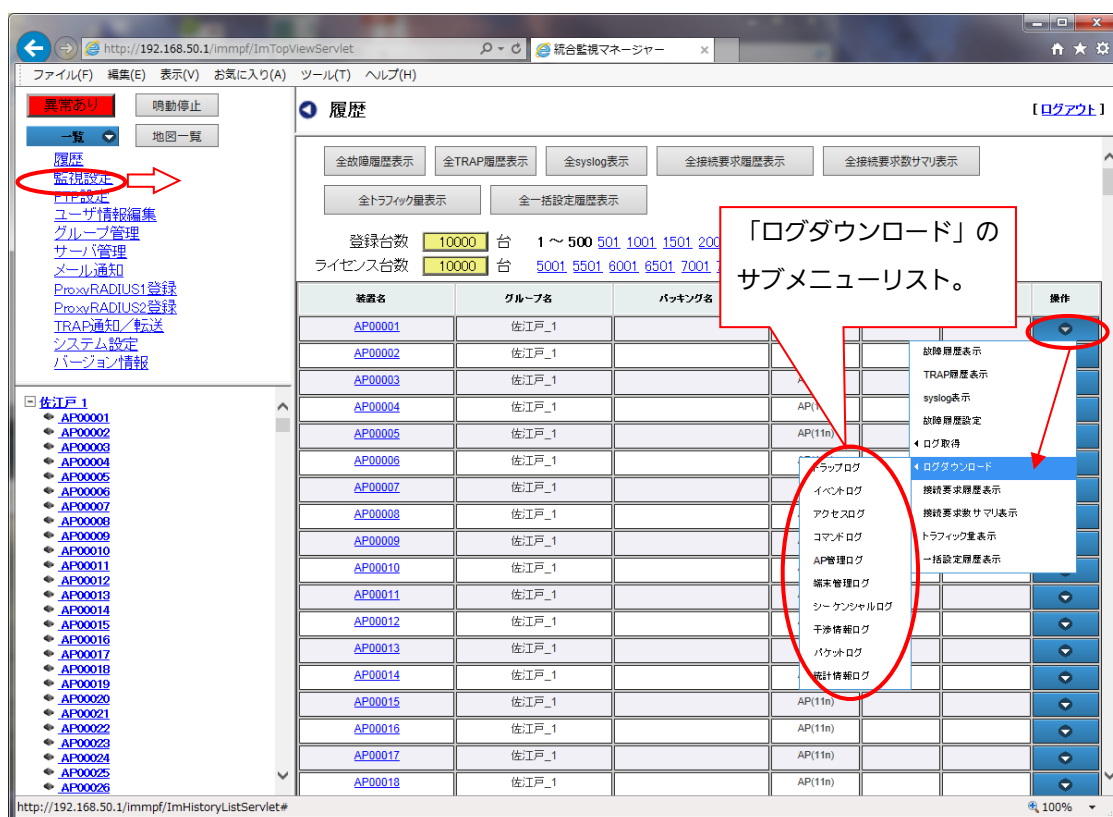 http://192.168.50.1/immpf/ImTopViewServlet
統合監視マネージャー
ファイル(F) 編集(E) 表示(V) お気に入り(A) ツール(T) ヘルプ(H)
異常あり 鳴動停止
一覧 地図一覧
履歴
監視設定
FTP設定
ユーザ情報編集
グループ管理
サーバ管理
メール通知
ProxyRADIUS1登録
ProxyRADIUS2登録
TRAP通知／転送
システム設定
バージョン情報
佐江戸_1
AP00001
AP00002
AP00003
AP00004
AP00005
AP00006
AP00007
AP00008
AP00009
AP00010
AP00011
AP00012
AP00013
AP00014
AP00015
AP00016
AP00017
AP00018
AP00019
AP00020
AP00021
AP00022
AP00023
AP00024
AP00025
AP00026
履歴 [ログアウト]
全故障履歴表示 全TRAP履歴表示 全syslog表示 全接続要求履歴表示 全接続要求数サマリ表示
全トラフィック量表示 全一括設定履歴表示
登録台数 10000 台 1 ～ 500 501 1001 1501
ライセンス台数 10000 台 5001 5501 6001 6501 7001
「ログダウンロード」の
サブメニューリスト。
装置名 グループ名 パッキング名 操作
AP00001 佐江戸_1
AP00002 佐江戸_1
AP00003 佐江戸_1
AP00004 佐江戸_1
AP00005 佐江戸_1 AP(11n)
AP00006 佐江戸_1
AP00007 佐江戸_1
AP00008 佐江戸_1
AP00009 佐江戸_1
AP00010 佐江戸_1
AP00011 佐江戸_1
AP00012 佐江戸_1
AP00013 佐江戸_1
AP00014 佐江戸_1
AP00015 佐江戸_1 AP(11n)
AP00016 佐江戸_1 AP(11n)
AP00017 佐江戸_1 AP(11n)
AP00018 佐江戸_1 AP(11n)
故障履歴表示
TRAP履歴表示
syslog表示
故障履歴設定
ログ取得
ログダウンロード
接続要求履歴表示
接続要求数サマリ表示
トラフィック量表示
一括設定履歴表示
トラップログ
イベントログ
アクセスログ
コマンドログ
AP管理ログ
端末管理ログ
シーケンシャルログ
干渉情報ログ
パケットログ
統計情報ログ
http://192.168.50.1/immpf/ImHistoryListServlet#
100%